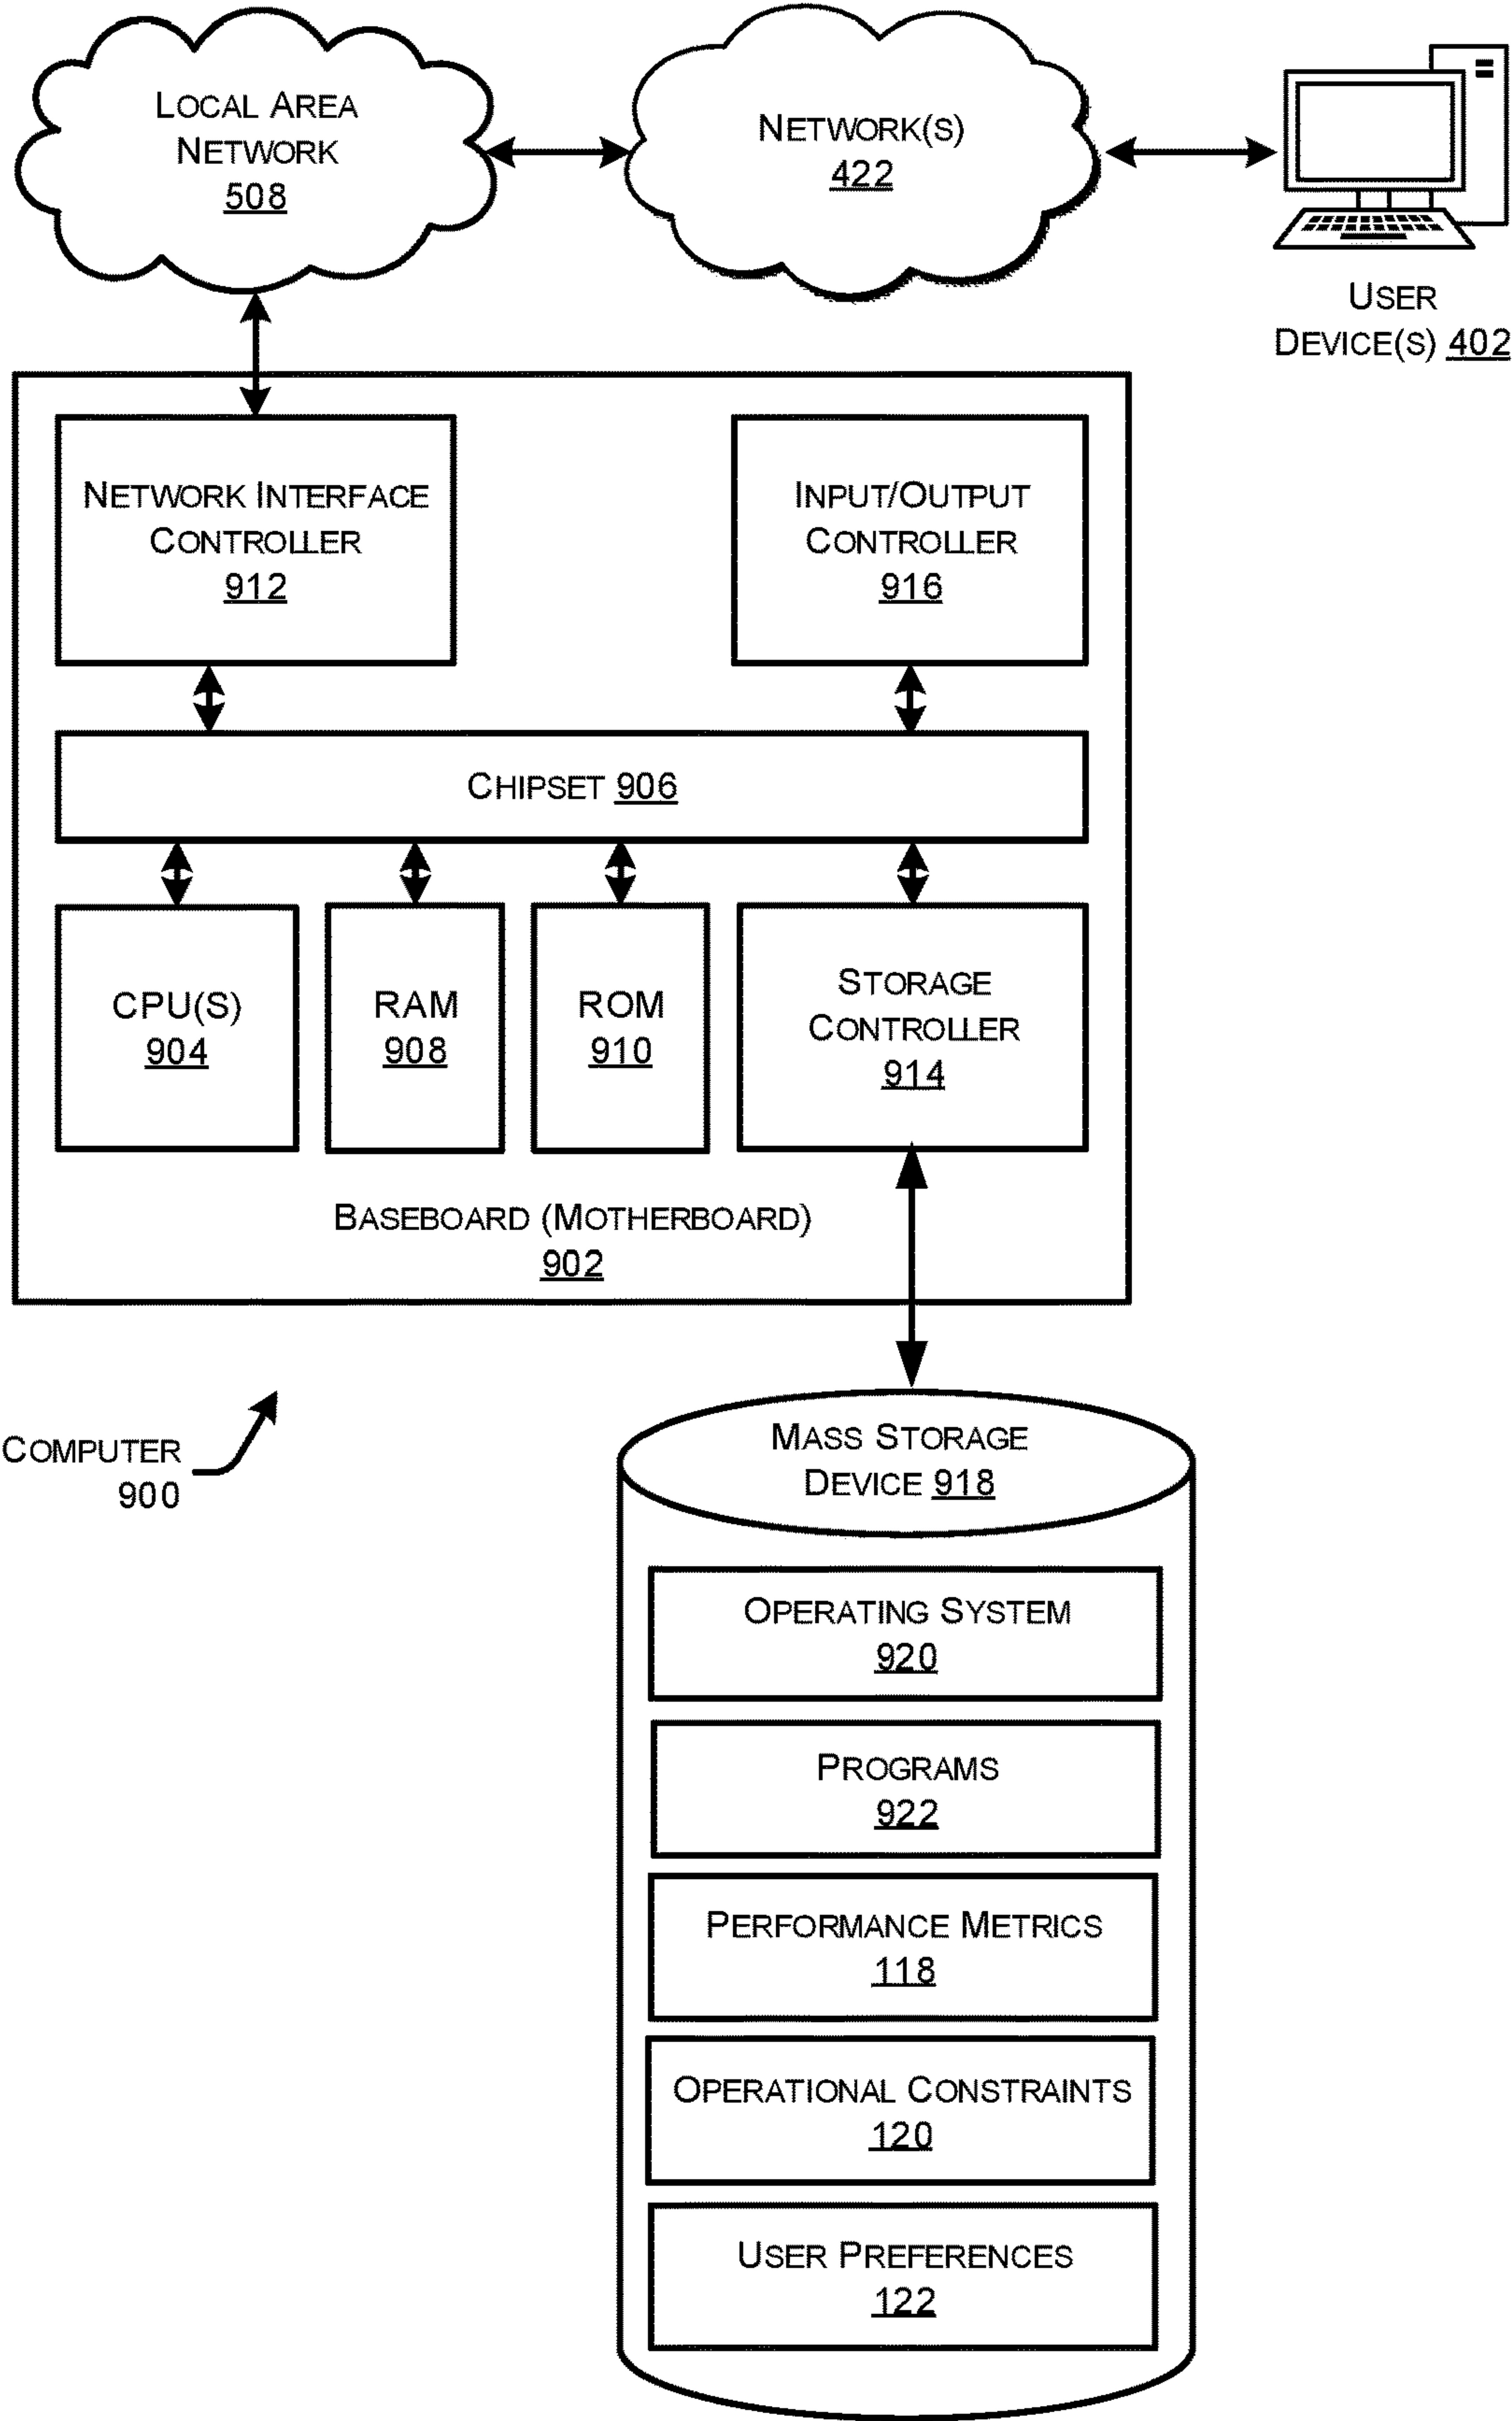 LOCAL AREA
NETWORK
508
NETWORK(S)
422
USER
DEVICE(S) 402
NETWORK INTERFACE
CONTROLLER
912
INPUT/OUTPUT
CONTROLLER
916
CHIPSET 906
CPU(S)
904
RAM
908
ROM
910
STORAGE
CONTROLLER
914
BASEBOARD (MOTHERBOARD)
902
COMPUTER
900
MASS STORAGE
DEVICE 918
OPERATING SYSTEM
920
PROGRAMS
922
PERFORMANCE METRICS
118
OPERATIONAL CONSTRAINTS
120
USER PREFERENCES
122